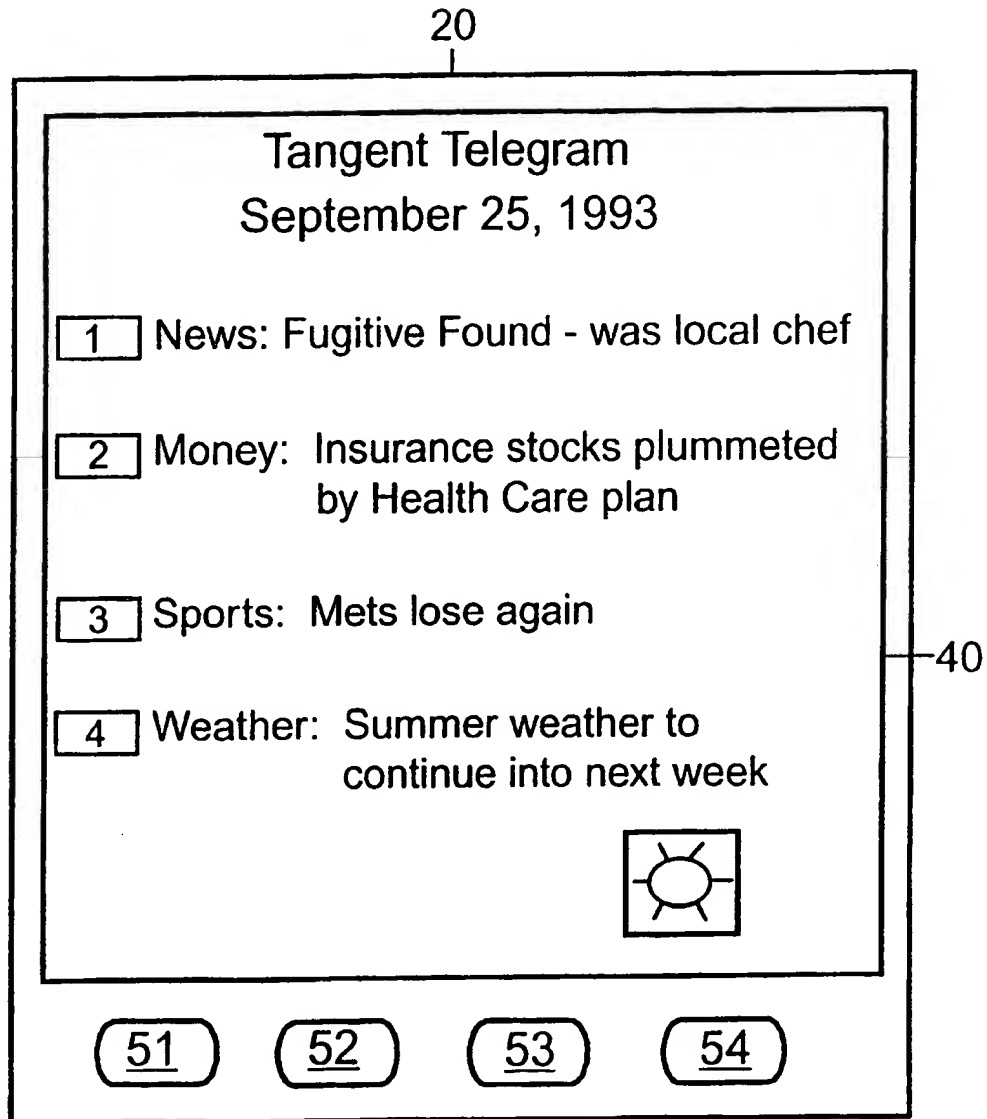 20
Tangent Telegram
September 25, 1993
1 News: Fugitive Found - was local chef
2 Money: Insurance stocks plummeted
by Health Care plan
3 Sports: Mets lose again
40
4 Weather: Summer weather to
continue into next week
51 52 53 54